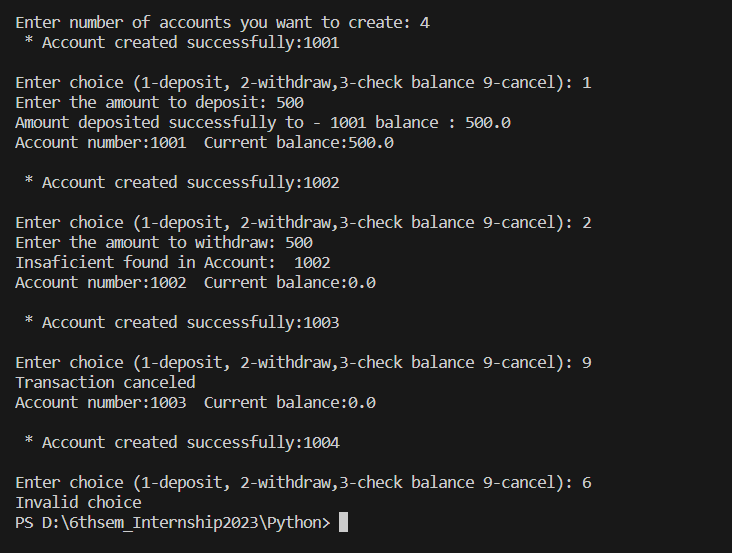 Enter number of accounts you want to create: 4
 * Account created successfully:1001
Enter choice (1-deposit, 2-withdraw,3-check balance 9-cancel): 1
Enter the amount to deposit: 500
Amount deposited successfully to - 1001 balance : 500.0
Account number:1001  Current balance:500.0
 * Account created successfully:1002
Enter choice (1-deposit, 2-withdraw,3-check balance 9-cancel): 2
Enter the amount to withdraw: 500
Insaficient found in Account:  1002
Account number:1002  Current balance:0.0
 * Account created successfully:1003
Enter choice (1-deposit, 2-withdraw,3-check balance 9-cancel): 9
Transaction canceled
Account number:1003  Current balance:0.0
 * Account created successfully:1004
Enter choice (1-deposit, 2-withdraw,3-check balance 9-cancel): 6
Invalid choice
PS D:\6thsem_Internship2023\Python>